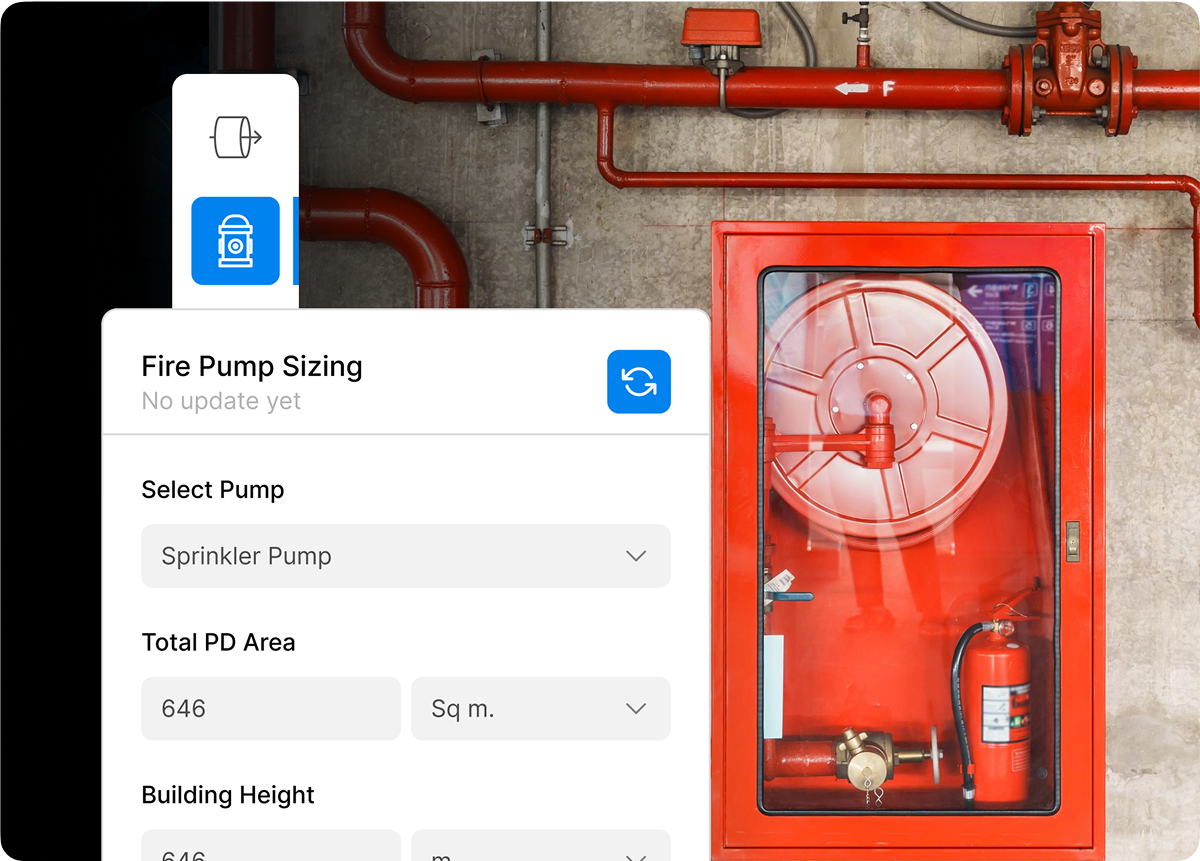 F
Fire Pump Sizing
No update yet
Select Pump
Sprinkler Pump
Total PD Area
646
Sq m.
Building Height
646
m